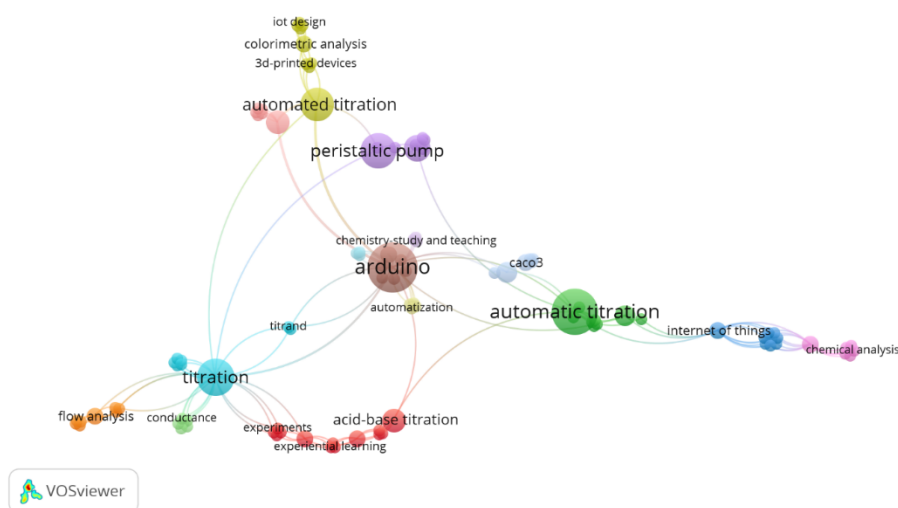 iot design
colorimetric analysis
3d-printed devices
automated titration
peristaltic pump
chemistry-study and teaching
arduino
caco3
automatization
automatic titration
titrand
internet of things
chemical analysis
titration
flow analysis
conductance
acid-base titration
experiments
experiential learning
VOSviewer